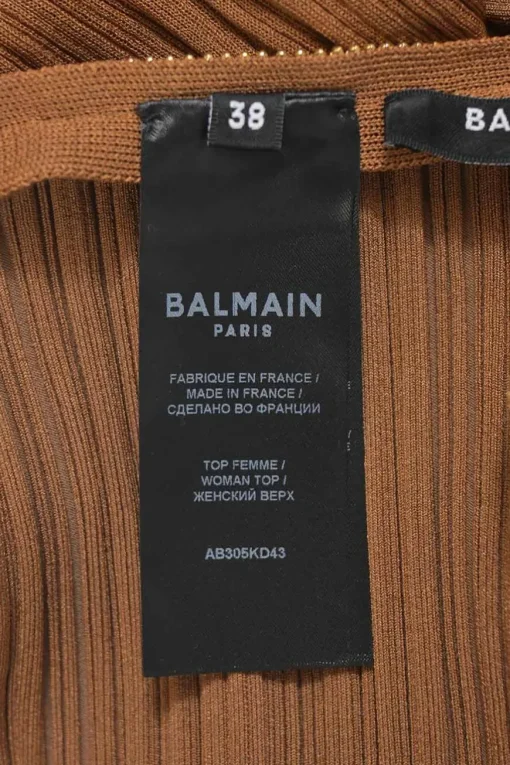 38
BA
BALMAIN
PARIS
FABRIQUE EN FRANCE /
MADE IN FRANCE /
СДЕЛАНО ВО ФРАНЦИИ
TOP FEMME /
WOMAN TOP /
ЖЕНСКИЙ ВЕРХ
AB305KD43